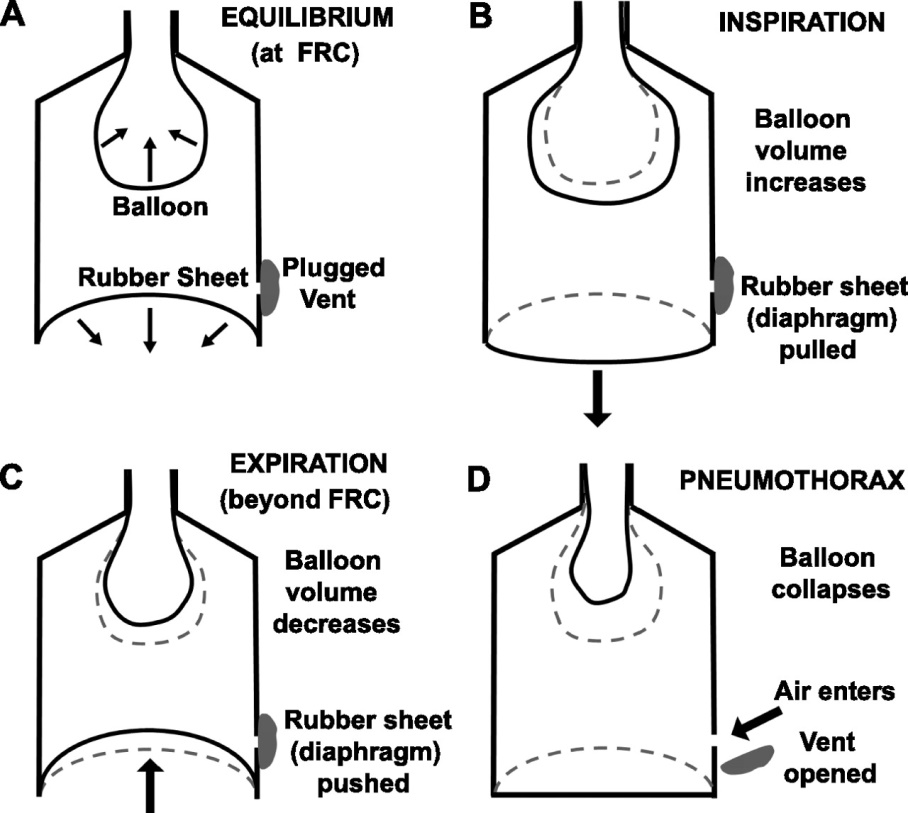 A
EQUILIBRIUM
(at FRC)
Balloon
Rubber Sheet
Plugged
Vent
B
INSPIRATION
Balloon
volume
increases
Rubber sheet
(diaphragm)
pulled
C
EXPIRATION
(beyond FRC)
Balloon
volume
decreases
Rubber sheet
(diaphragm)
pushed
D
PNEUMOTHORAX
Balloon
collapses
Air enters
Vent
opened